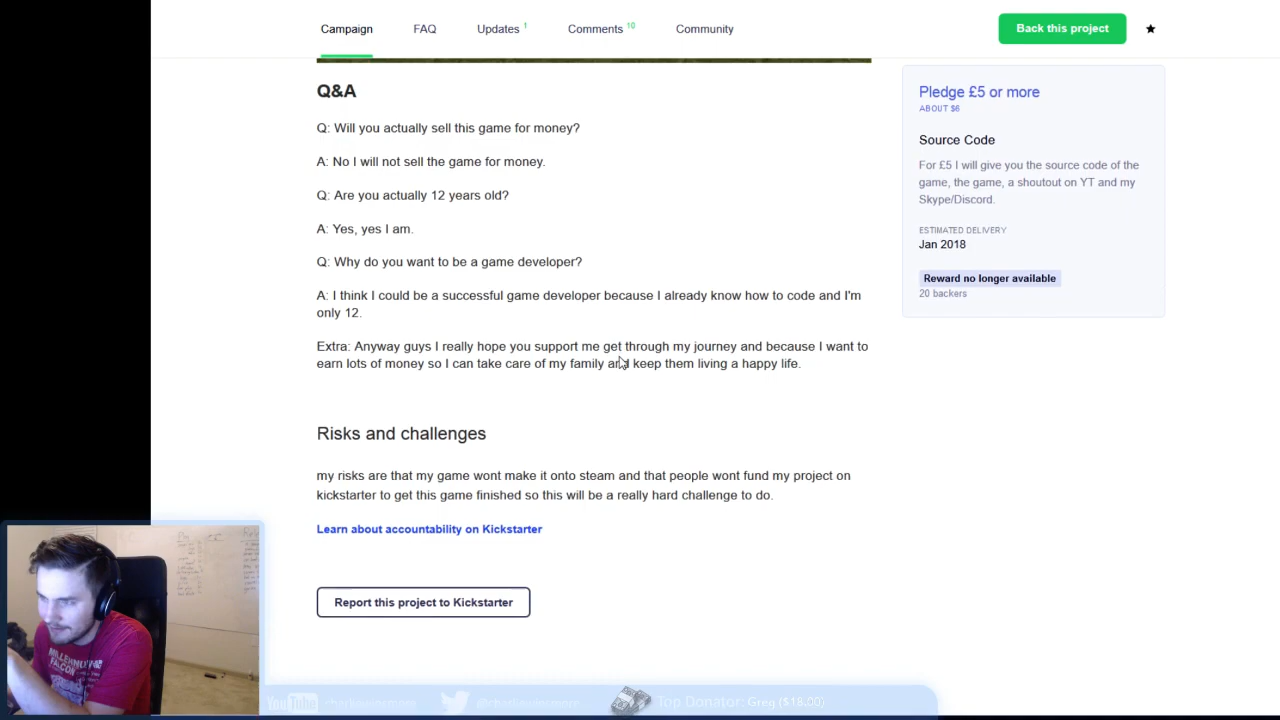 Campaign FAQ Updates 1 Comments 10 Community Back this project
Q&A
Q: Will you actually sell this game for money?
A: No I will not sell the game for money.
Q: Are you actually 12 years old?
A: Yes, yes I am.
Q: Why do you want to be a game developer?
A: I think I could be a successful game developer because I already know how to code and I'm
only 12.
Extra: Anyway guys I really hope you support me get through my journey and because I want to
earn lots of money so I can take care of my family and keep them living a happy life.
Risks and challenges
my risks are that my game wont make it onto steam and that people wont fund my project on
kickstarter to get this game finished so this will be a really hard challenge to do.
Learn about accountability on Kickstarter
Report this project to Kickstarter
Pledge £5 or more
ABOUT $6
Source Code
For £5 I will give you the source code of the
game, the game, a shoutout on YT and my
Skype/Discord.
ESTIMATED DELIVERY
Jan 2018
Reward no longer available
20 backers
FALCON
YouTube
Top Donator: Greg ($18.00)